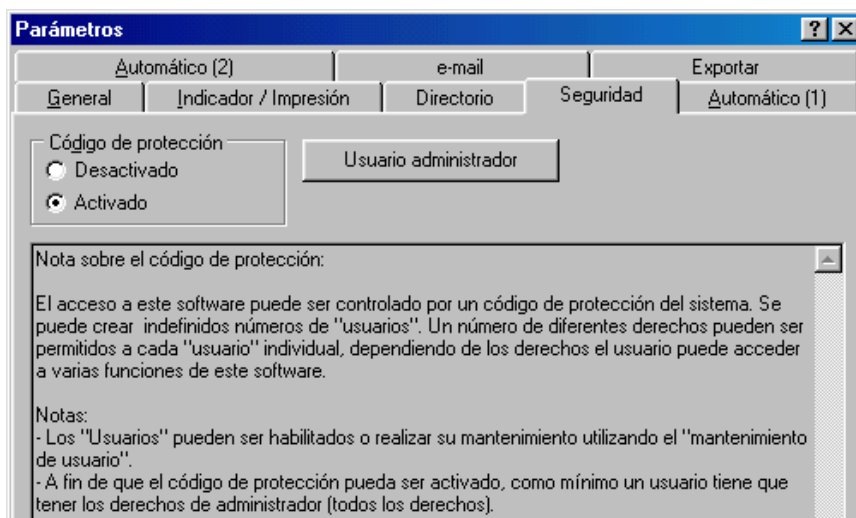 Parámetros
Automático (2) e-mail Exportar
General Indicador / Impresión Directorio Seguridad Automático (1)
Código de protección
Desactivado
Activado
Usuario administrador
Nota sobre el código de protección:
El acceso a este software puede ser controlado por un código de protección del sistema. Se
puede crear indefinidos números de "usuarios". Un número de diferentes derechos pueden ser
permitidos a cada "usuario" individual, dependiendo de los derechos el usuario puede acceder
a varias funciones de este software.
Notas:
- Los "Usuarios" pueden ser habilitados o realizar su mantenimiento utilizando el "mantenimiento
de usuario".
- A fin de que el código de protección pueda ser activado, como mínimo un usuario tiene que
tener los derechos de administrador (todos los derechos).